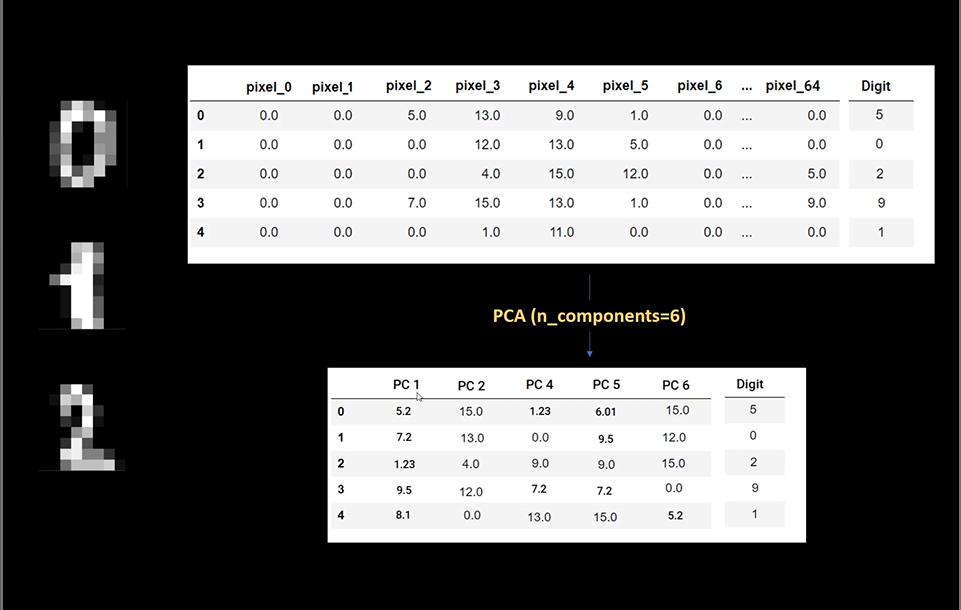 pixel_0 pixel_1 pixel_2 pixel_3 pixel_4 pixel_5 pixel_6 ... pixel_64 Digit
0 0.0 0.0 5.0 13.0 9.0 1.0 0.0 ... 0.0 5
1 0.0 0.0 0.0 12.0 13.0 5.0 0.0 ... 0.0 0
2 0.0 0.0 0.0 4.0 15.0 12.0 0.0 ... 5.0 2
3 0.0 0.0 7.0 15.0 13.0 1.0 0.0 ... 9.0 9
4 0.0 0.0 0.0 1.0 11.0 0.0 0.0 ... 0.0 1
PCA (n_components=6)
PC 1 PC 2 PC 4 PC 5 PC 6 Digit
0 5.2 15.0 1.23 6.01 15.0 5
1 7.2 13.0 0.0 9.5 12.0 0
2 1.23 4.0 9.0 9.0 15.0 2
3 9.5 12.0 7.2 7.2 0.0 9
4 8.1 0.0 13.0 15.0 5.2 1
0
1
2